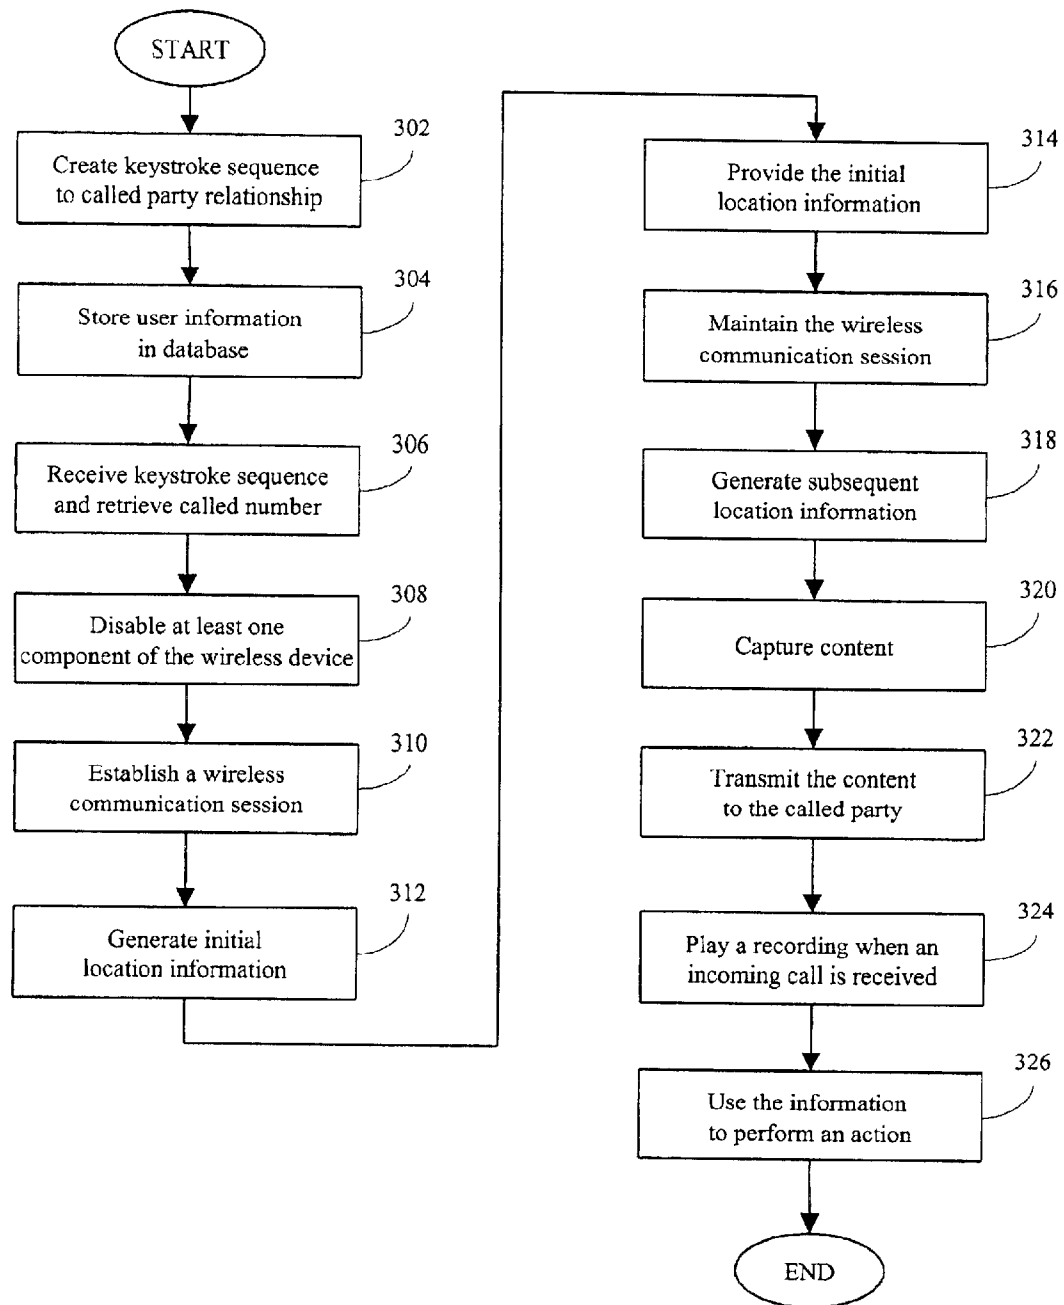 START
302
Create keystroke sequence
to called party relationship
304
Store user information
in database
306
Receive keystroke sequence
and retrieve called number
308
Disable at least one
component of the wireless device
310
Establish a wireless
communication session
312
Generate initial
location information
314
Provide the initial
location information
316
Maintain the wireless
communication session
318
Generate subsequent
location information
320
Capture content
322
Transmit the content
to the called party
324
Play a recording when an
incoming call is received
326
Use the information
to perform an action
END